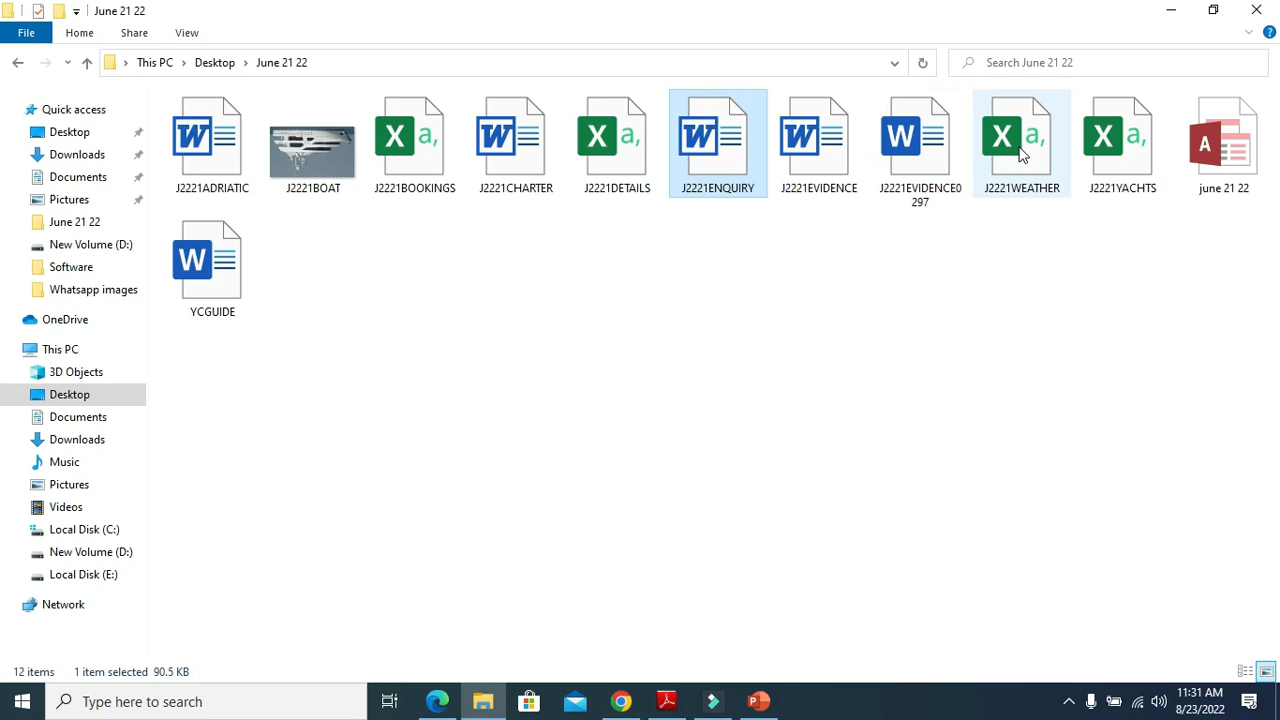 June 21 22
File
Home
Share
View
This PC
Desktop
June 21 22
Search June 21 22
Quick access
Desktop
Downloads
Documents
Pictures
June 21 22
New Volume (D:)
Software
Whatsapp images
OneDrive
This PC
3D Objects
Desktop
Documents
Downloads
Music
Pictures
Videos
Local Disk (C:)
New Volume (D:)
Local Disk (E:)
Network
J2221ADRIATIC
J2221BOAT
J2221BOOKINGS
J2221CHARTER
J2221DETAILS
J2221ENQUIRY
J2221EVIDENCE
J2221EVIDENCE0
297
J2221WEATHER
J2221YACHTS
june 21 22
YCGUIDE
12 items
1 item selected 90.5 KB
Type here to search
11:31 AM
8/23/2022